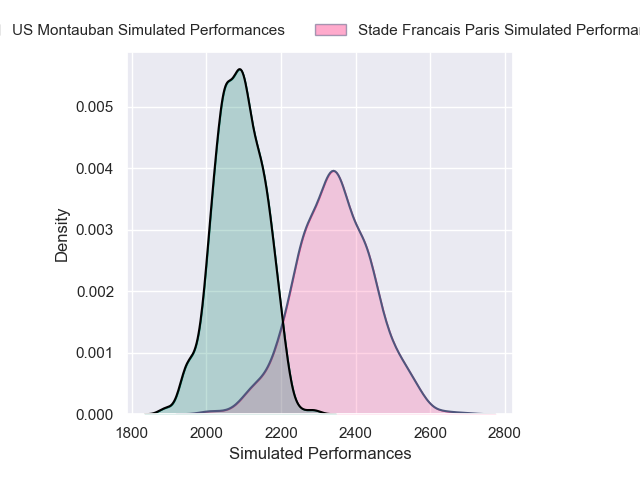 US Montauban Simulated Performances
Stade Francais Paris Simulated
0.005
0.004
0.003
0.002
0.001
0.000
Density
1800 2000 2200 2400 2600 2800
Simulated Performances